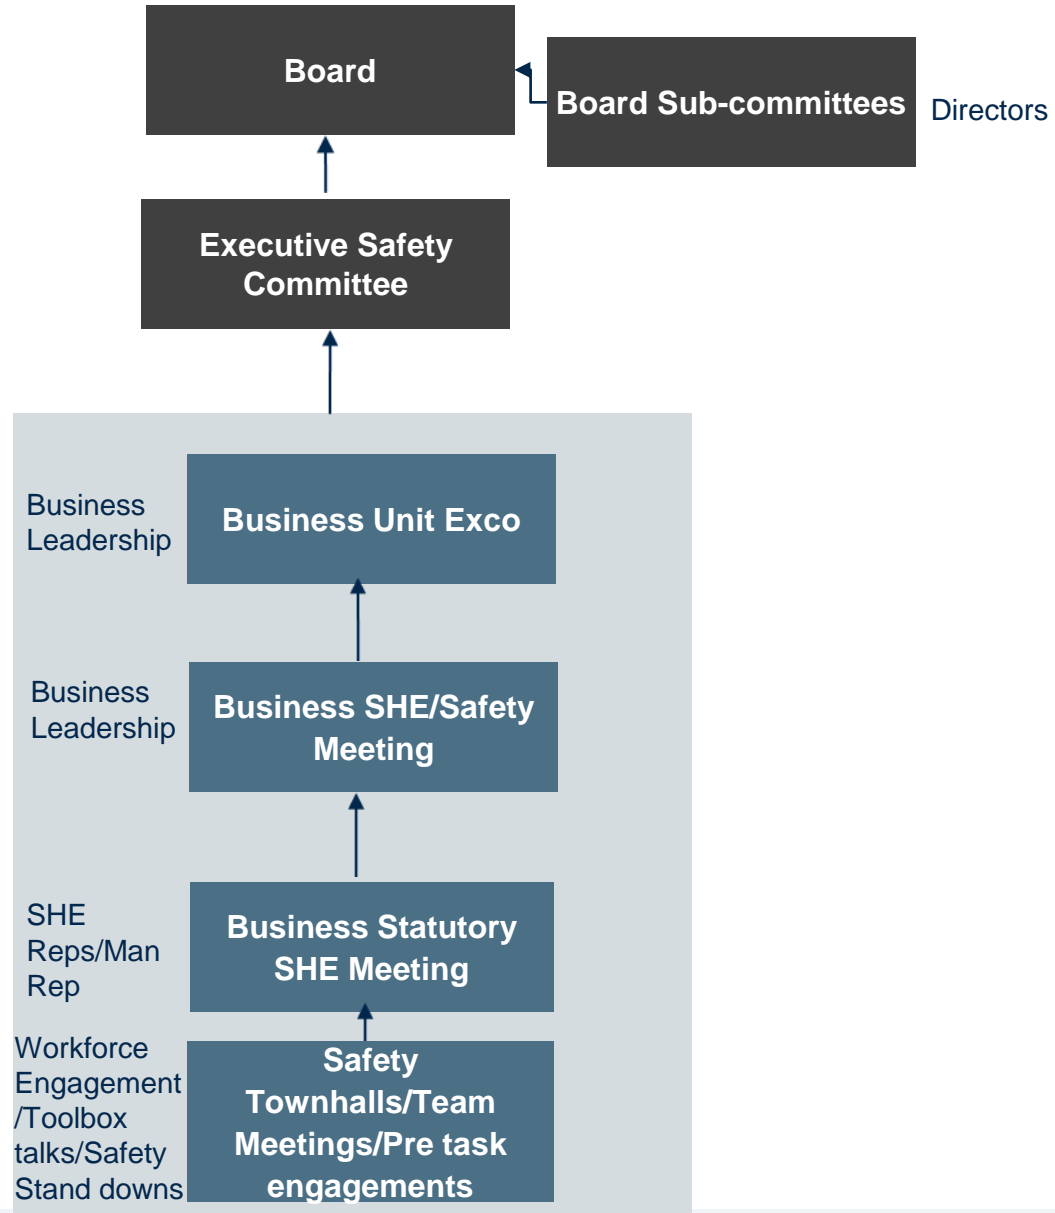 Board
Board Sub-committees
Directors
Executive Safety
Committee
Business
Leadership
Business Unit Exco
Business
Leadership
Business SHE/Safety
Meeting
SHE
Reps/Man
Rep
Business Statutory
SHE Meeting
Workforce
Engagement
/Toolbox
talks/Safety
Stand downs
Safety
Townhalls/Team
Meetings/Pre task
engagements